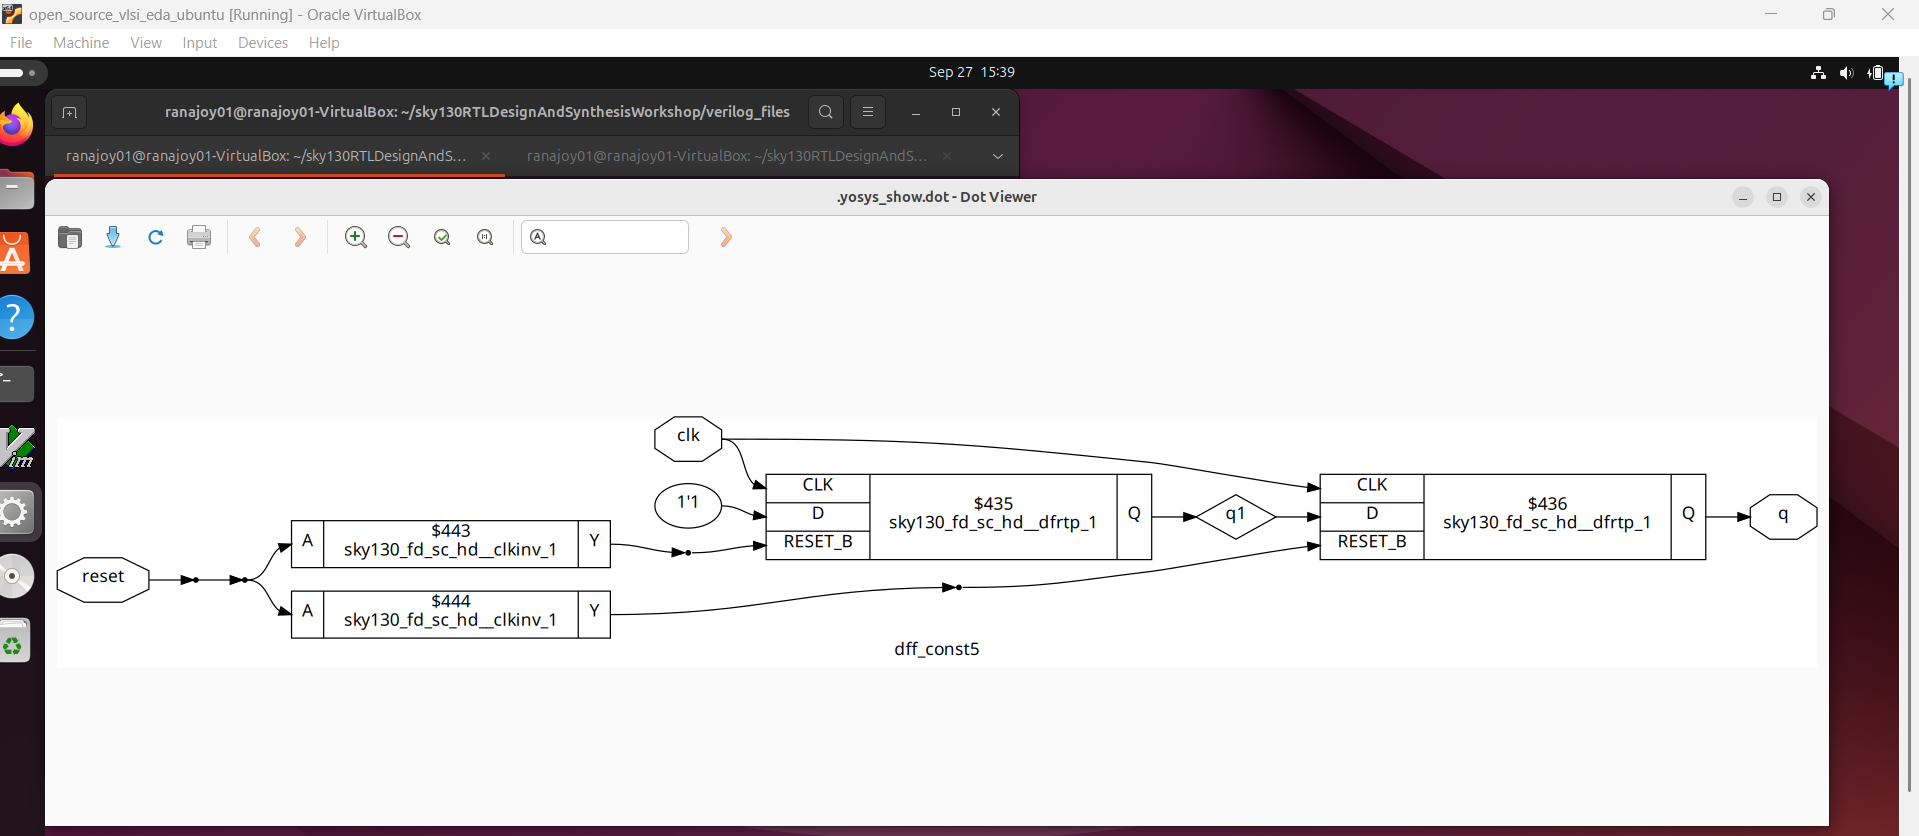 open_source_vlsi_eda_ubuntu [Running] - Oracle VirtualBox
File Machine View Input Devices Help
Sep 27 15:39
ranajoy01@ranajoy01-VirtualBox: ~/sky130RTLDesignAndSynthesisWorkshop/verilog_files
ranajoy01@ranajoy01-VirtualBox: ~/sky130RTLDesignAndS... ranajoy01@ranajoy01-VirtualBox: ~/sky130RTLDesignAndS...
.yosys_show.dot - Dot Viewer
clk
1'1
CLK
D
RESET_B
$435
sky130_fd_sc_hd__dfrtp_1
Q
q1
CLK
D
RESET_B
$436
sky130_fd_sc_hd__dfrtp_1
Q
q
reset
A
$443
sky130_fd_sc_hd__clkinv_1
Y
A
$444
sky130_fd_sc_hd__clkinv_1
Y
dff_const5